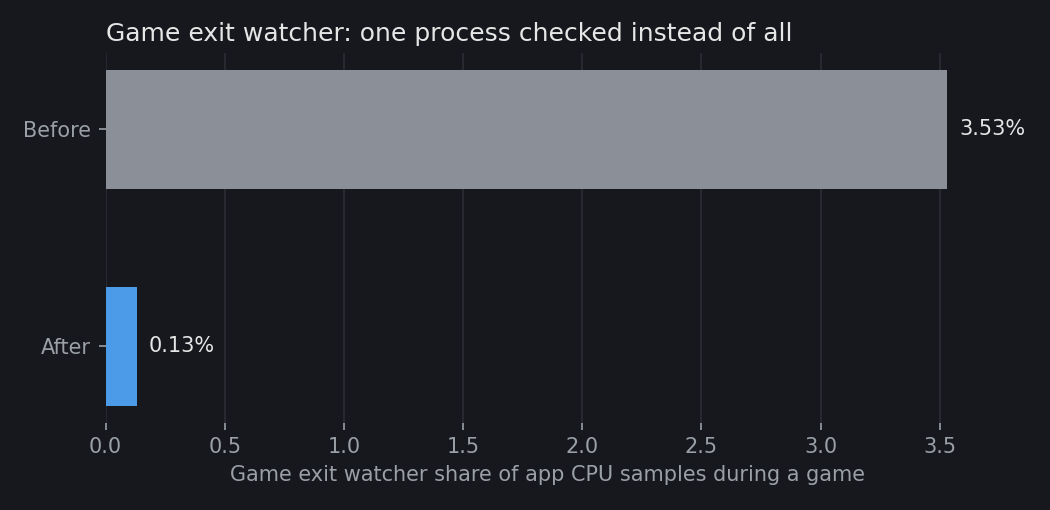 Game exit watcher: one process checked instead of all
Before
3.53%
After
0.13%
0.0 0.5 1.0 1.5 2.0 2.5 3.0 3.5
Game exit watcher share of app CPU samples during a game